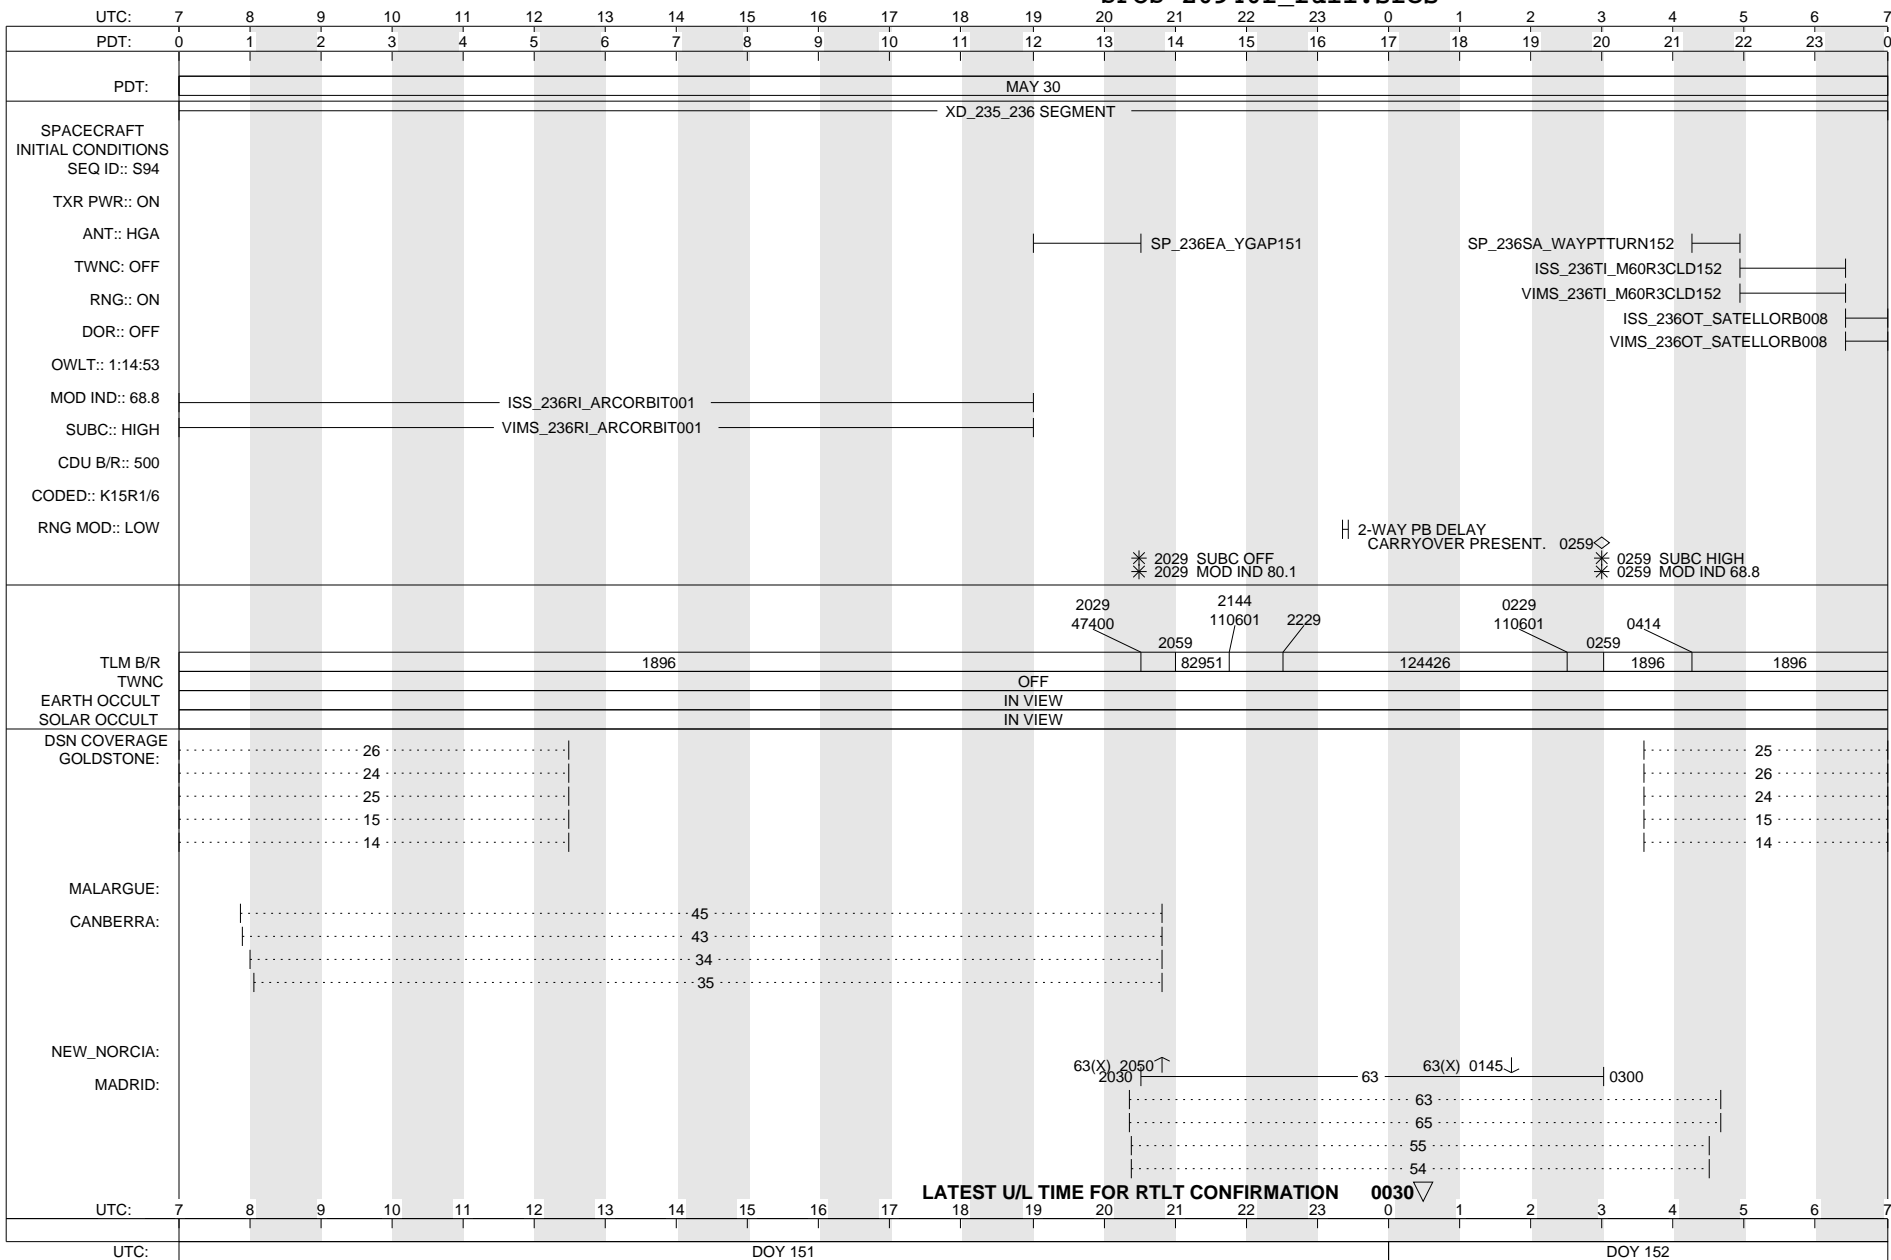 UTC: 7 8 9 10 11 12 13 14 15 16 17 18 19 20 21 22 23 0 1 2 3 4 5 6 7
PDT: 0 1 2 3 4 5 6 7 8 9 10 11 12 13 14 15 16 17 18 19 20 21 22 23 0
PDT: MAY 30
XD_235_236 SEGMENT
SPACECRAFT
INITIAL CONDITIONS
SEQ ID:: S94
TXR PWR:: ON
ANT:: HGA
SP_236EA_YGAP151 SP_236SA_WAYPTTURN152
TWNC: OFF
ISS_236TI_M60R3CLD152
RNG:: ON
VIMS_236TI_M60R3CLD152
ISS_236OT_SATELLORB008
DOR:: OFF
VIMS_236OT_SATELLORB008
OWLT:: 1:14:53
MOD IND:: 68.8
ISS_236RI_ARCORBIT001
SUBC:: HIGH
VIMS_236RI_ARCORBIT001
CDU B/R:: 500
CODED:: K15R1/6
RNG MOD:: LOW
2-WAY PB DELAY
CARRYOVER PRESENT. 0259
2029 SUBC OFF 0259 SUBC HIGH
2029 MOD IND 80.1 0259 MOD IND 68.8
2029 2144 0229
47400 110601 2229 110601 0414
2059 0259
TLM B/R 1896 82951 124426 1896 1896
TWNC OFF
EARTH OCCULT IN VIEW
SOLAR OCCULT IN VIEW
DSN COVERAGE
GOLDSTONE:
26 25
24 26
25 24
15 15
14 14
MALARGUE:
CANBERRA:
45
43
34
35
NEW_NORCIA:
63(X) 2050 63(X) 0145
MADRID:
2030 63 0300
63
65
55
54
LATEST U/L TIME FOR RTLT CONFIRMATION 0030
UTC: 7 8 9 10 11 12 13 14 15 16 17 18 19 20 21 22 23 0 1 2 3 4 5 6 7
UTC: DOY 151 DOY 152